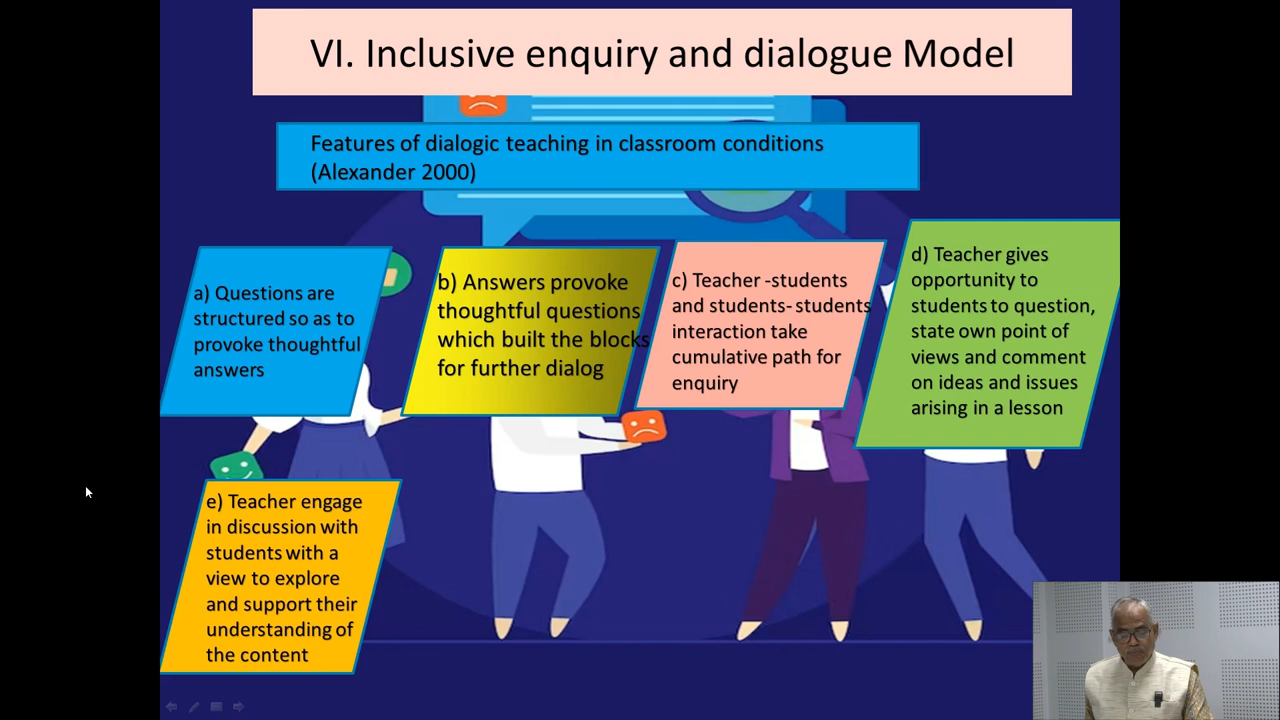 VI. Inclusive enquiry and dialogue Model
Features of dialogic teaching in classroom conditions
(Alexander 2000)
a) Questions are
structured so as to
provoke thoughtful
answers
b) Answers provoke
thoughtful questions
which built the blocks
for further dialog
c) Teacher -students
and students- students
interaction take
cumulative path for
enquiry
d) Teacher gives
opportunity to
students to question,
state own point of
views and comment
on ideas and issues
arising in a lesson
e) Teacher engage
in discussion with
students with a
view to explore
and support their
understanding of
the content